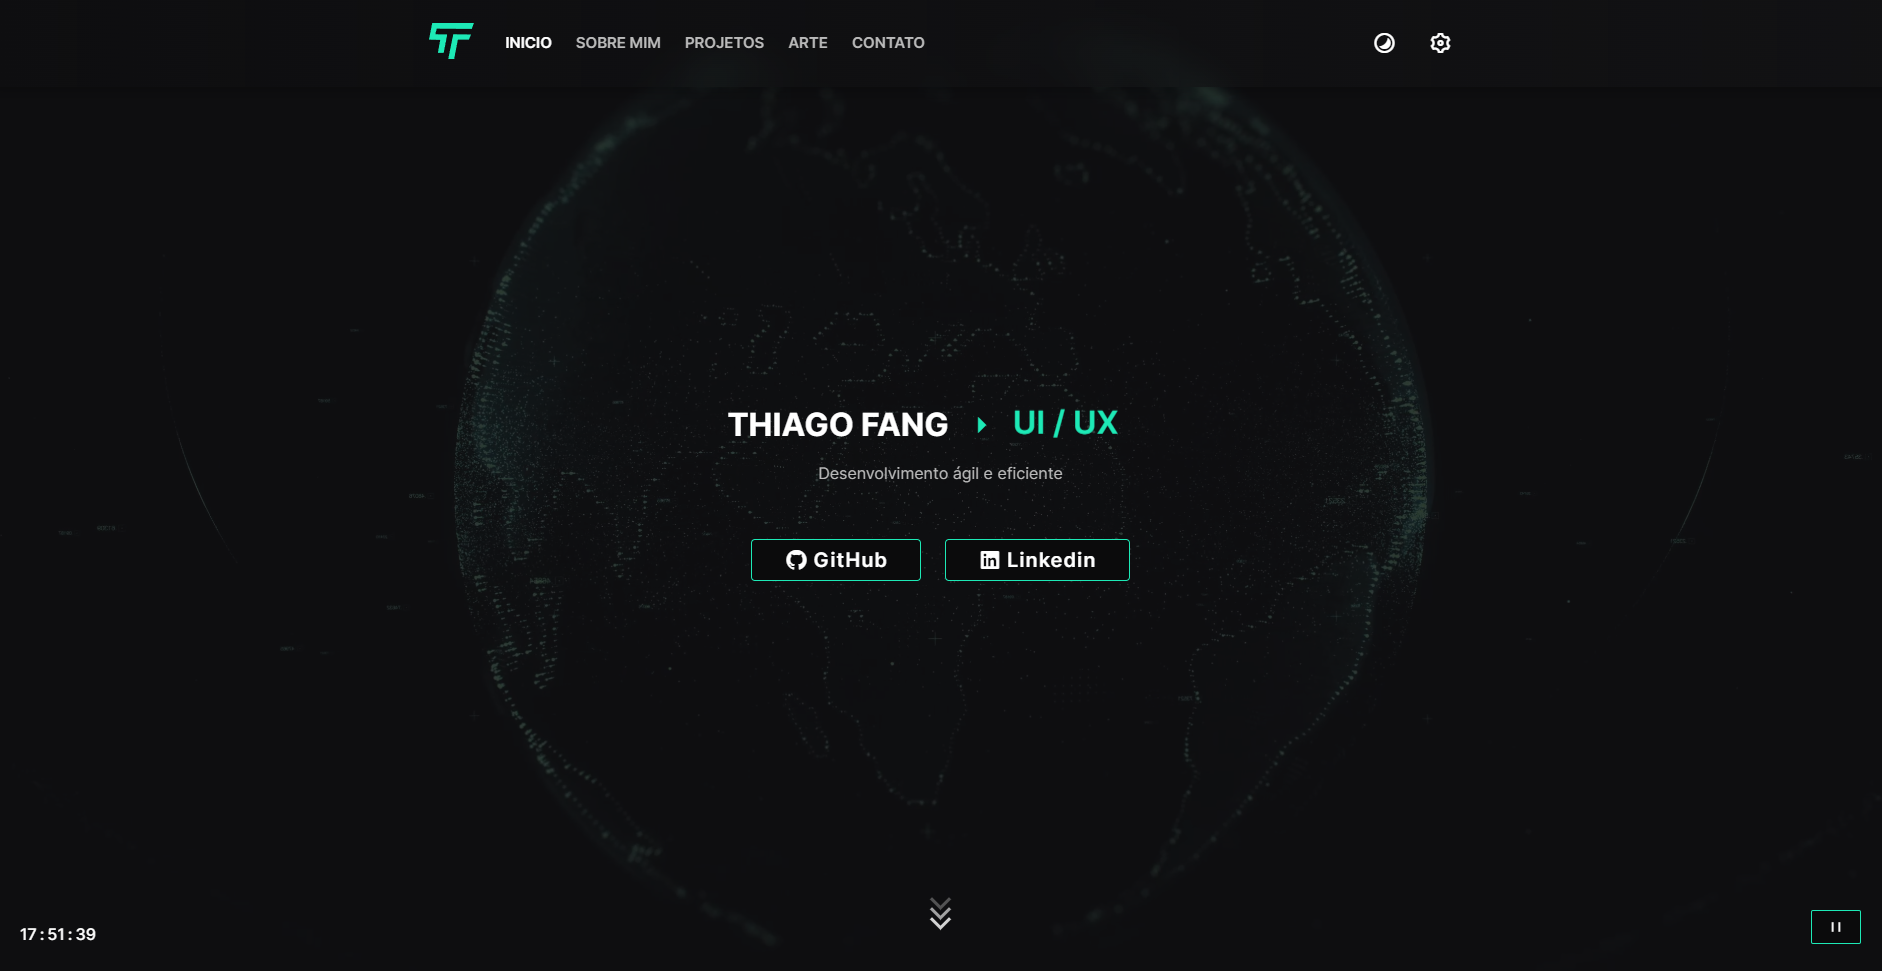 INICIO SOBRE MIM PROJETOS ARTE CONTATO
THIAGO FANG UI / UX
Desenvolvimento ágil e eficiente
GitHub Linkedin
17:51:39